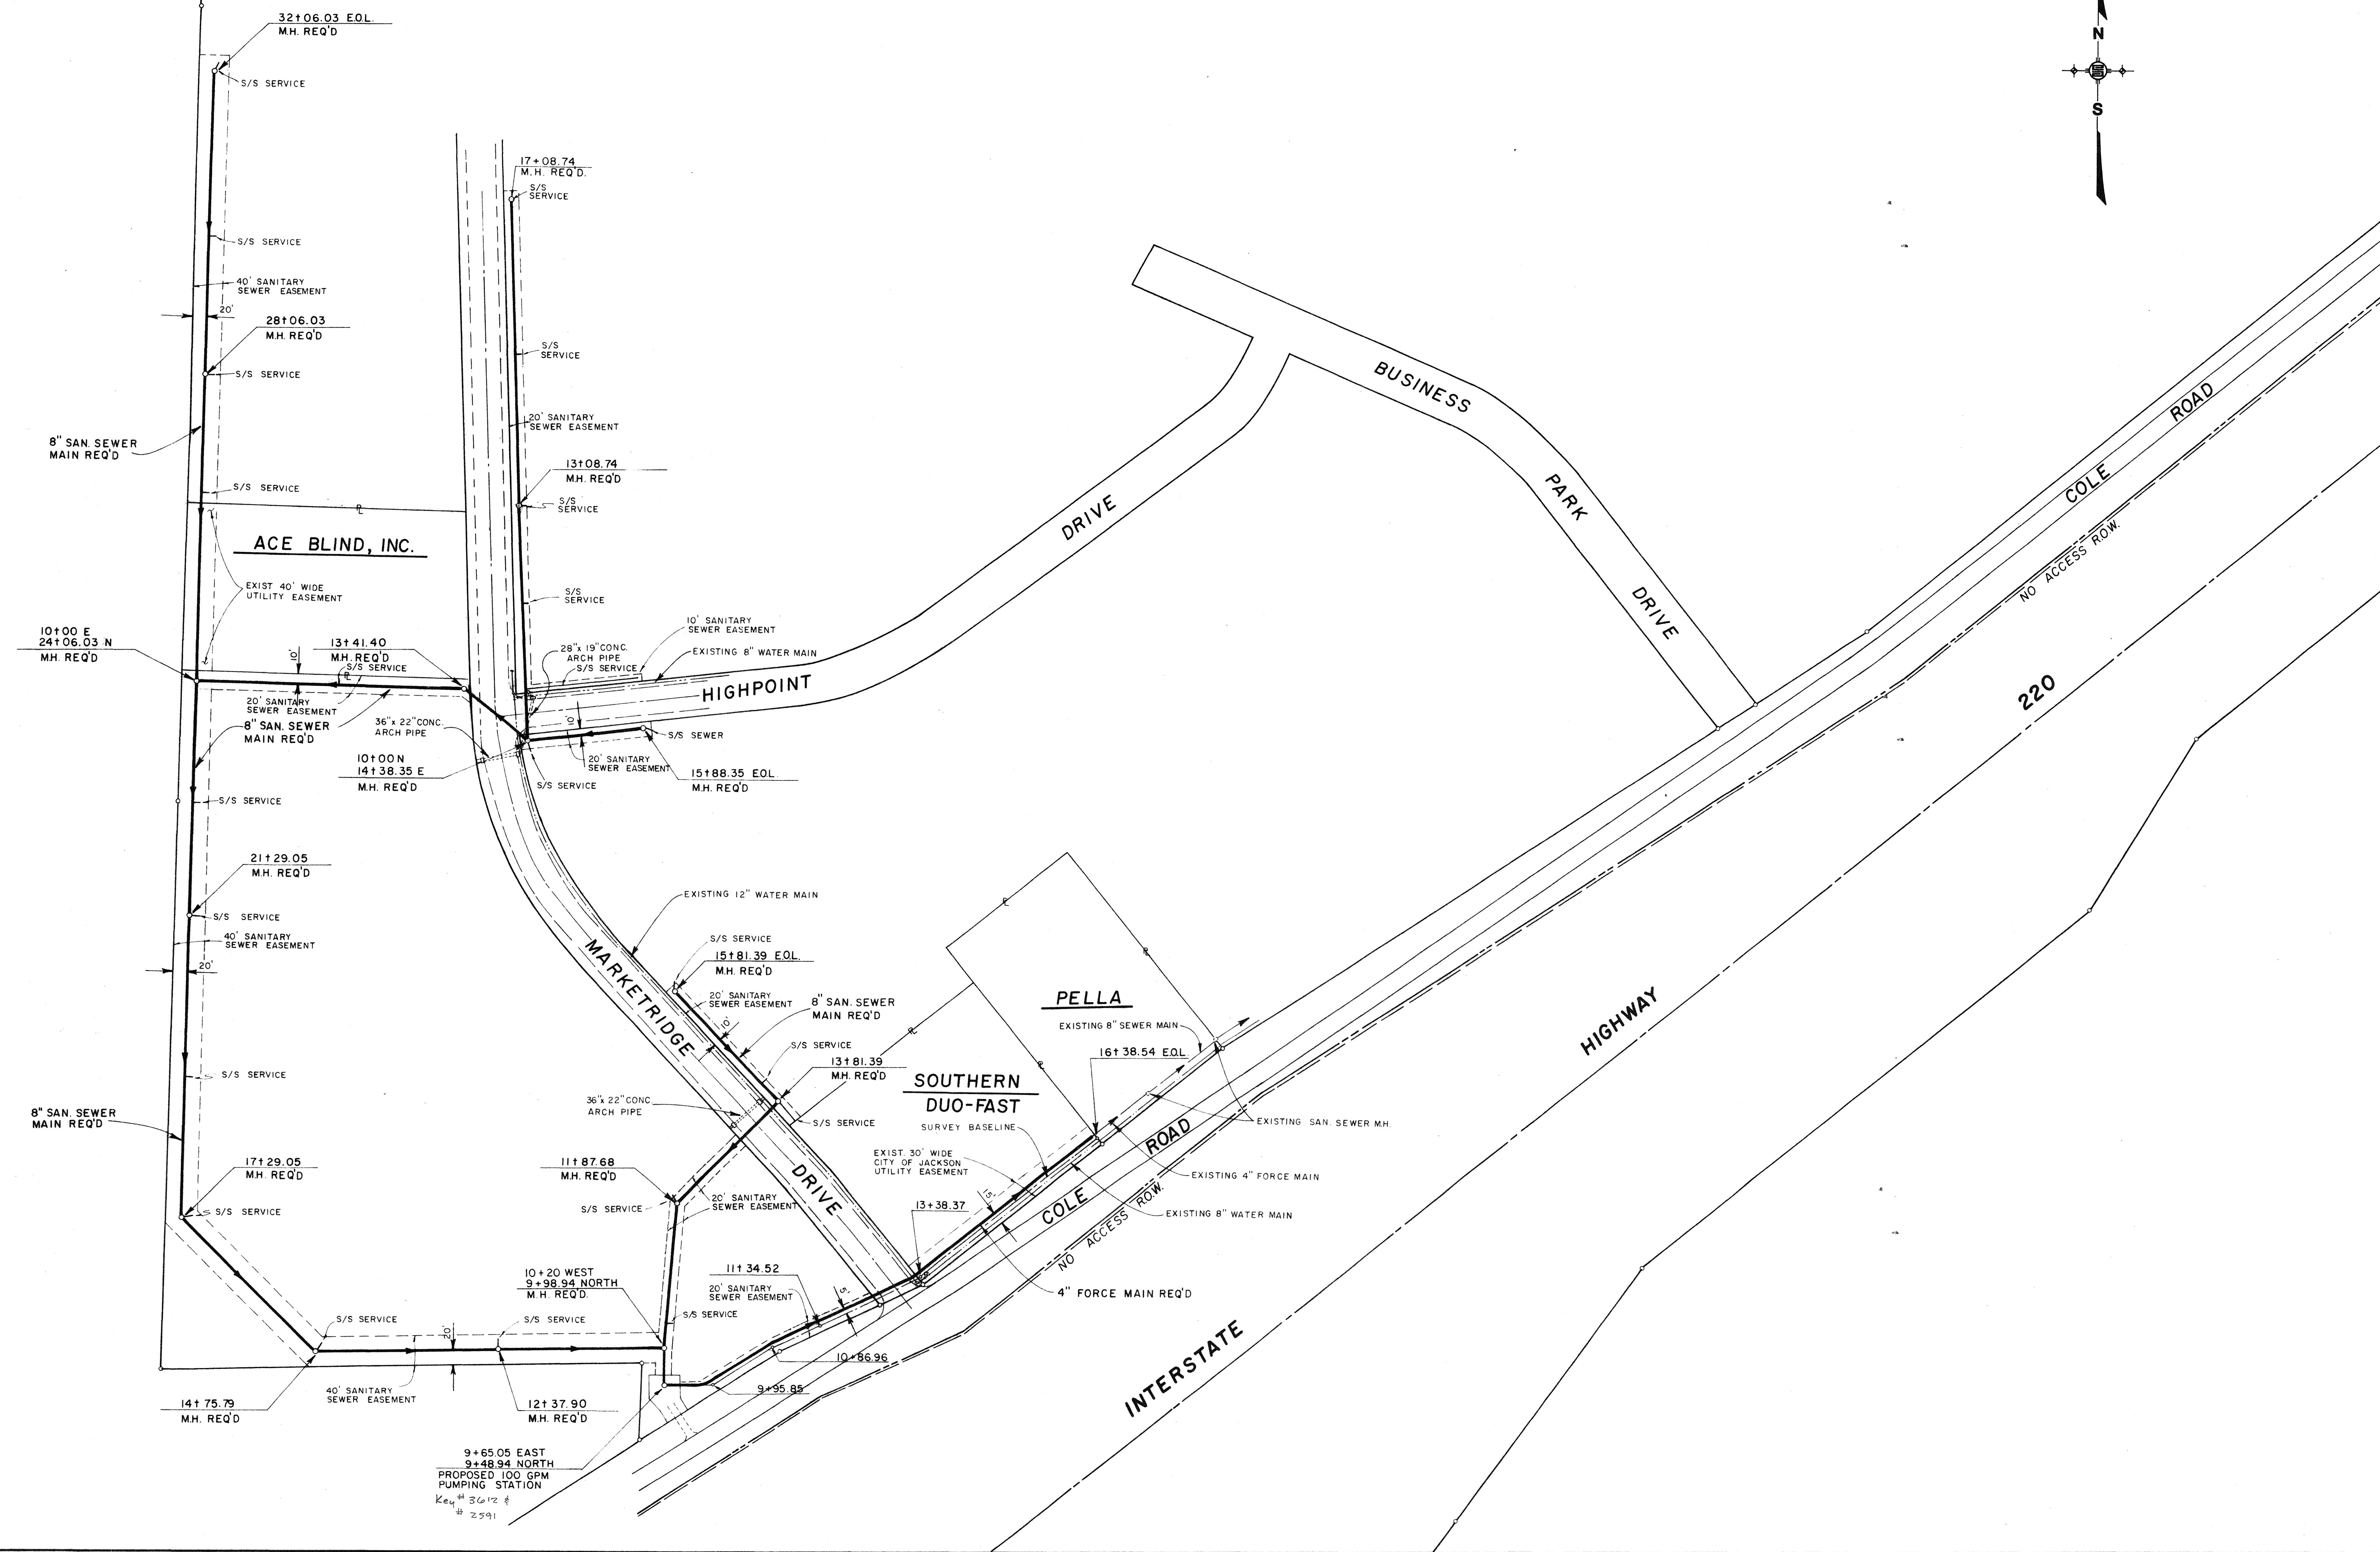 32+06.03 E.O.L.
M.H. REQ'D
S/S SERVICE
N
S
17+08.74
M.H. REQ'D.
S/S
SERVICE
S/S SERVICE
40' SANITARY
SEWER EASEMENT
20'
28+06.03
M.H. REQ'D
S/S
SERVICE
S/S SERVICE
8" SAN. SEWER
MAIN REQ'D
20' SANITARY
SEWER EASEMENT
BUSINESS
PARK
DRIVE
COLE ROAD
NO ACCESS R.O.W.
13+08.74
M.H. REQ'D
S/S
SERVICE
S/S SERVICE
DRIVE
ACE BLIND, INC.
EXIST 40' WIDE
UTILITY EASEMENT
S/S
SERVICE
10+00 E
24+06.03 N
M.H. REQ'D
10'
13+41.40
M.H. REQ'D
S/S SERVICE
28"x 19" CONC.
ARCH PIPE
S/S SERVICE
10' SANITARY
SEWER EASEMENT
EXISTING 8" WATER MAIN
HIGHPOINT
20' SANITARY
SEWER EASEMENT
8" SAN. SEWER
MAIN REQ'D
36"x 22" CONC.
ARCH PIPE
10'
S/S SEWER
20' SANITARY
SEWER EASEMENT
10+00 N
14+38.35 E
M.H. REQ'D
S/S SERVICE
15+88.35 E.O.L.
M.H. REQ'D
220
S/S SERVICE
21+29.05
M.H. REQ'D
S/S SERVICE
40' SANITARY
SEWER EASEMENT
20'
EXISTING 12" WATER MAIN
MARKETRIDGE
S/S SERVICE
15+81.39 E.O.L.
M.H. REQ'D
20' SANITARY
SEWER EASEMENT
8" SAN. SEWER
MAIN REQ'D
10'
S/S SERVICE
13+81.39
M.H. REQ'D
PELLA
EXISTING 8" SEWER MAIN
16+38.54 E.O.L.
HIGHWAY
S/S SERVICE
8" SAN. SEWER
MAIN REQ'D
36"x 22" CONC.
ARCH PIPE
S/S SERVICE
SOUTHERN
DUO-FAST
SURVEY BASELINE
EXISTING SAN. SEWER M.H.
EXIST. 30' WIDE
CITY OF JACKSON
UTILITY EASEMENT
EXISTING 4" FORCE MAIN
COLE ROAD
NO ACCESS R.O.W.
EXISTING 8" WATER MAIN
15'
17+29.05
M.H. REQ'D
S/S SERVICE
11+87.68
M.H. REQ'D
S/S SERVICE
20' SANITARY
SEWER EASEMENT
DRIVE
13+38.37
4" FORCE MAIN REQ'D
10+20 WEST
9+98.94 NORTH
M.H. REQ'D.
11+34.52
20' SANITARY
SEWER EASEMENT
5'
S/S SERVICE
S/S SERVICE
S/S SERVICE
20'
INTERSTATE
10+86.96
9+95.85
40' SANITARY
SEWER EASEMENT
14+75.79
M.H. REQ'D
12+37.90
M.H. REQ'D
9+65.05 EAST
9+48.94 NORTH
PROPOSED 100 GPM
PUMPING STATION
Key # 3612 &
# 2591